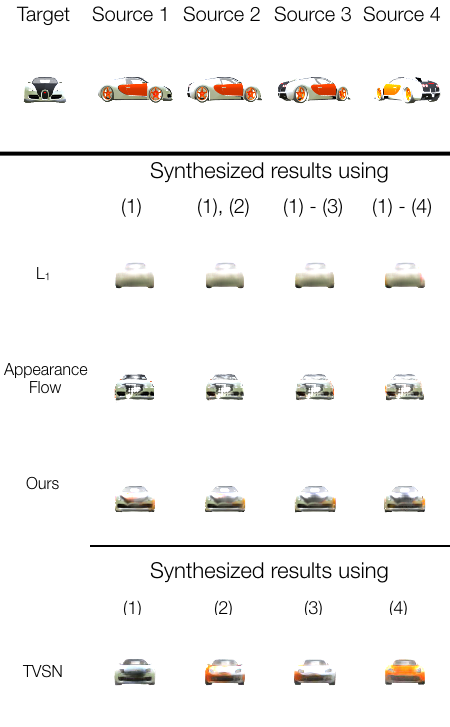 Target Source 1 Source 2 Source 3 Source 4
Synthesized results using
(1) (1), (2) (1) - (3) (1) - (4)
L₁
Appearance
Flow
Ours
Synthesized results using
(1) (2) (3) (4)
TVSN